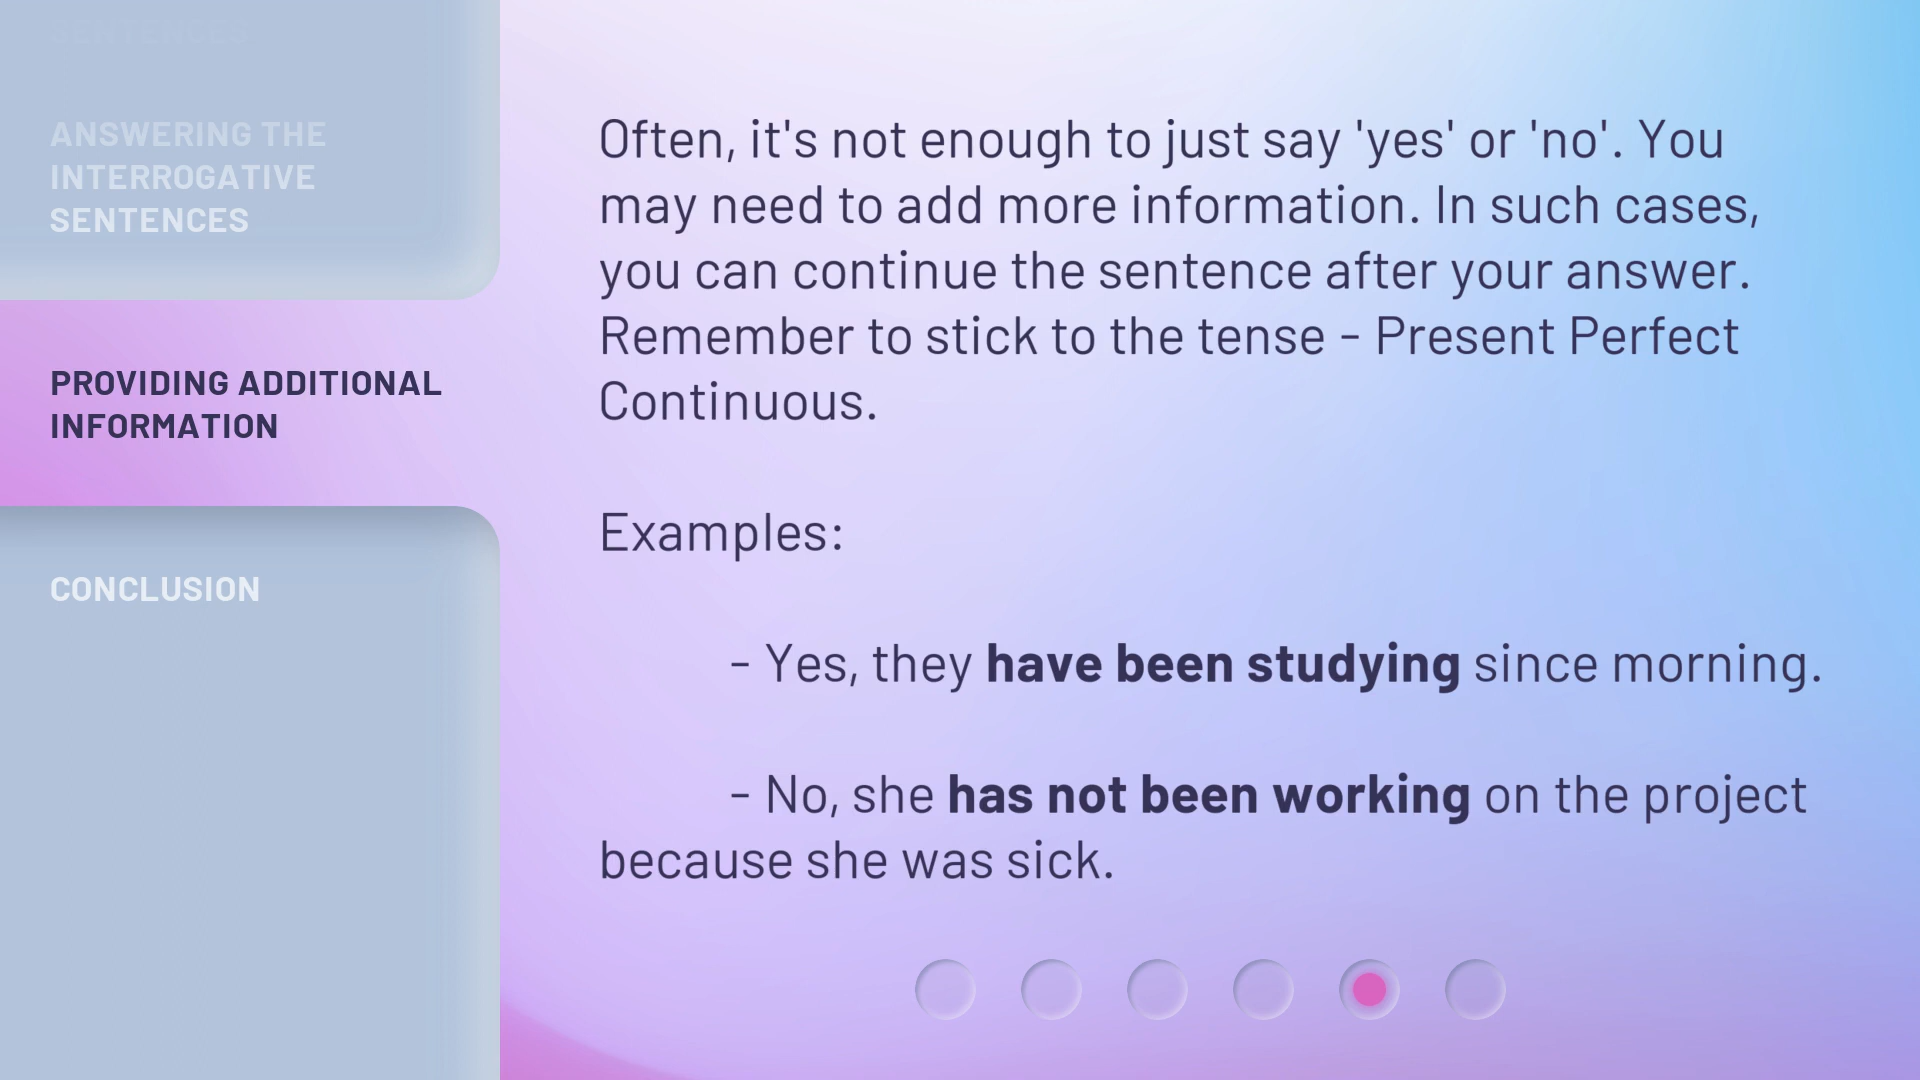 SENTENCES
ANSWERING THE
INTERROGATIVE
SENTENCES
PROVIDING ADDITIONAL
INFORMATION
CONCLUSION
Often, it's not enough to just say 'yes' or 'no'. You
may need to add more information. In such cases,
you can continue the sentence after your answer.
Remember to stick to the tense - Present Perfect
Continuous.
Examples:
- Yes, they have been studying since morning.
- No, she has not been working on the project
because she was sick.